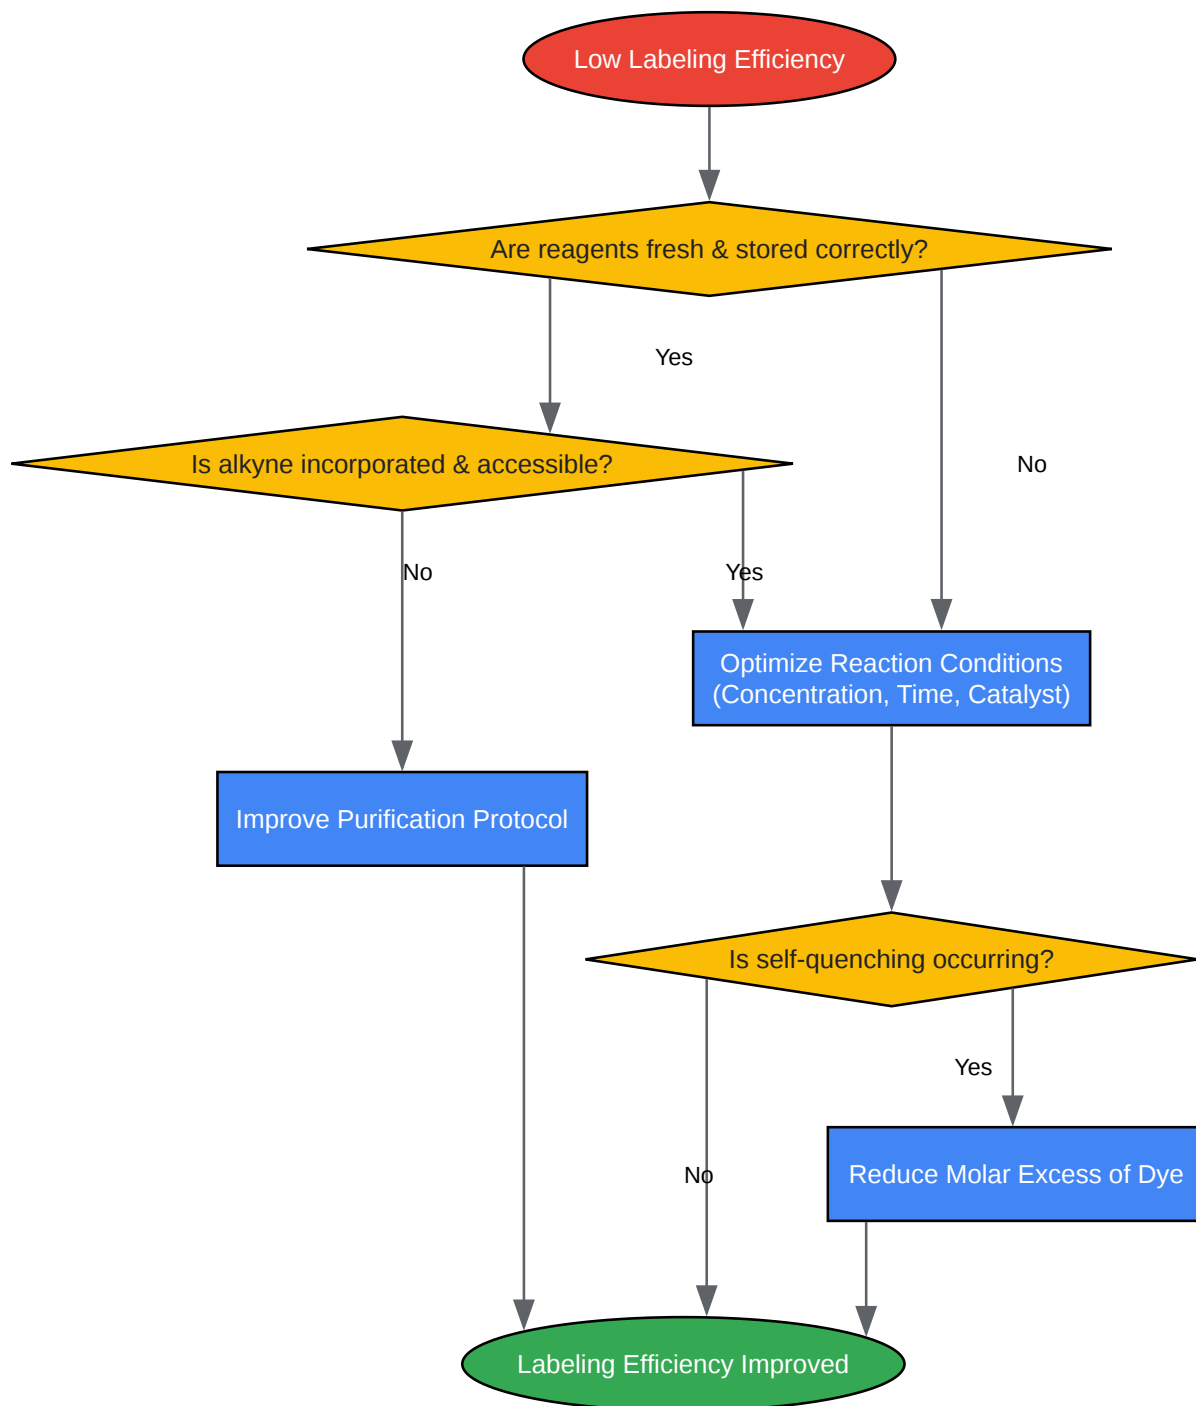 Low Labeling Efficiency
Are reagents fresh & stored correctly?
Yes
Is alkyne incorporated & accessible?
No
No
Yes
Optimize Reaction Conditions
(Concentration, Time, Catalyst)
Improve Purification Protocol
Is self-quenching occurring?
Yes
No
Reduce Molar Excess of Dye
Labeling Efficiency Improved